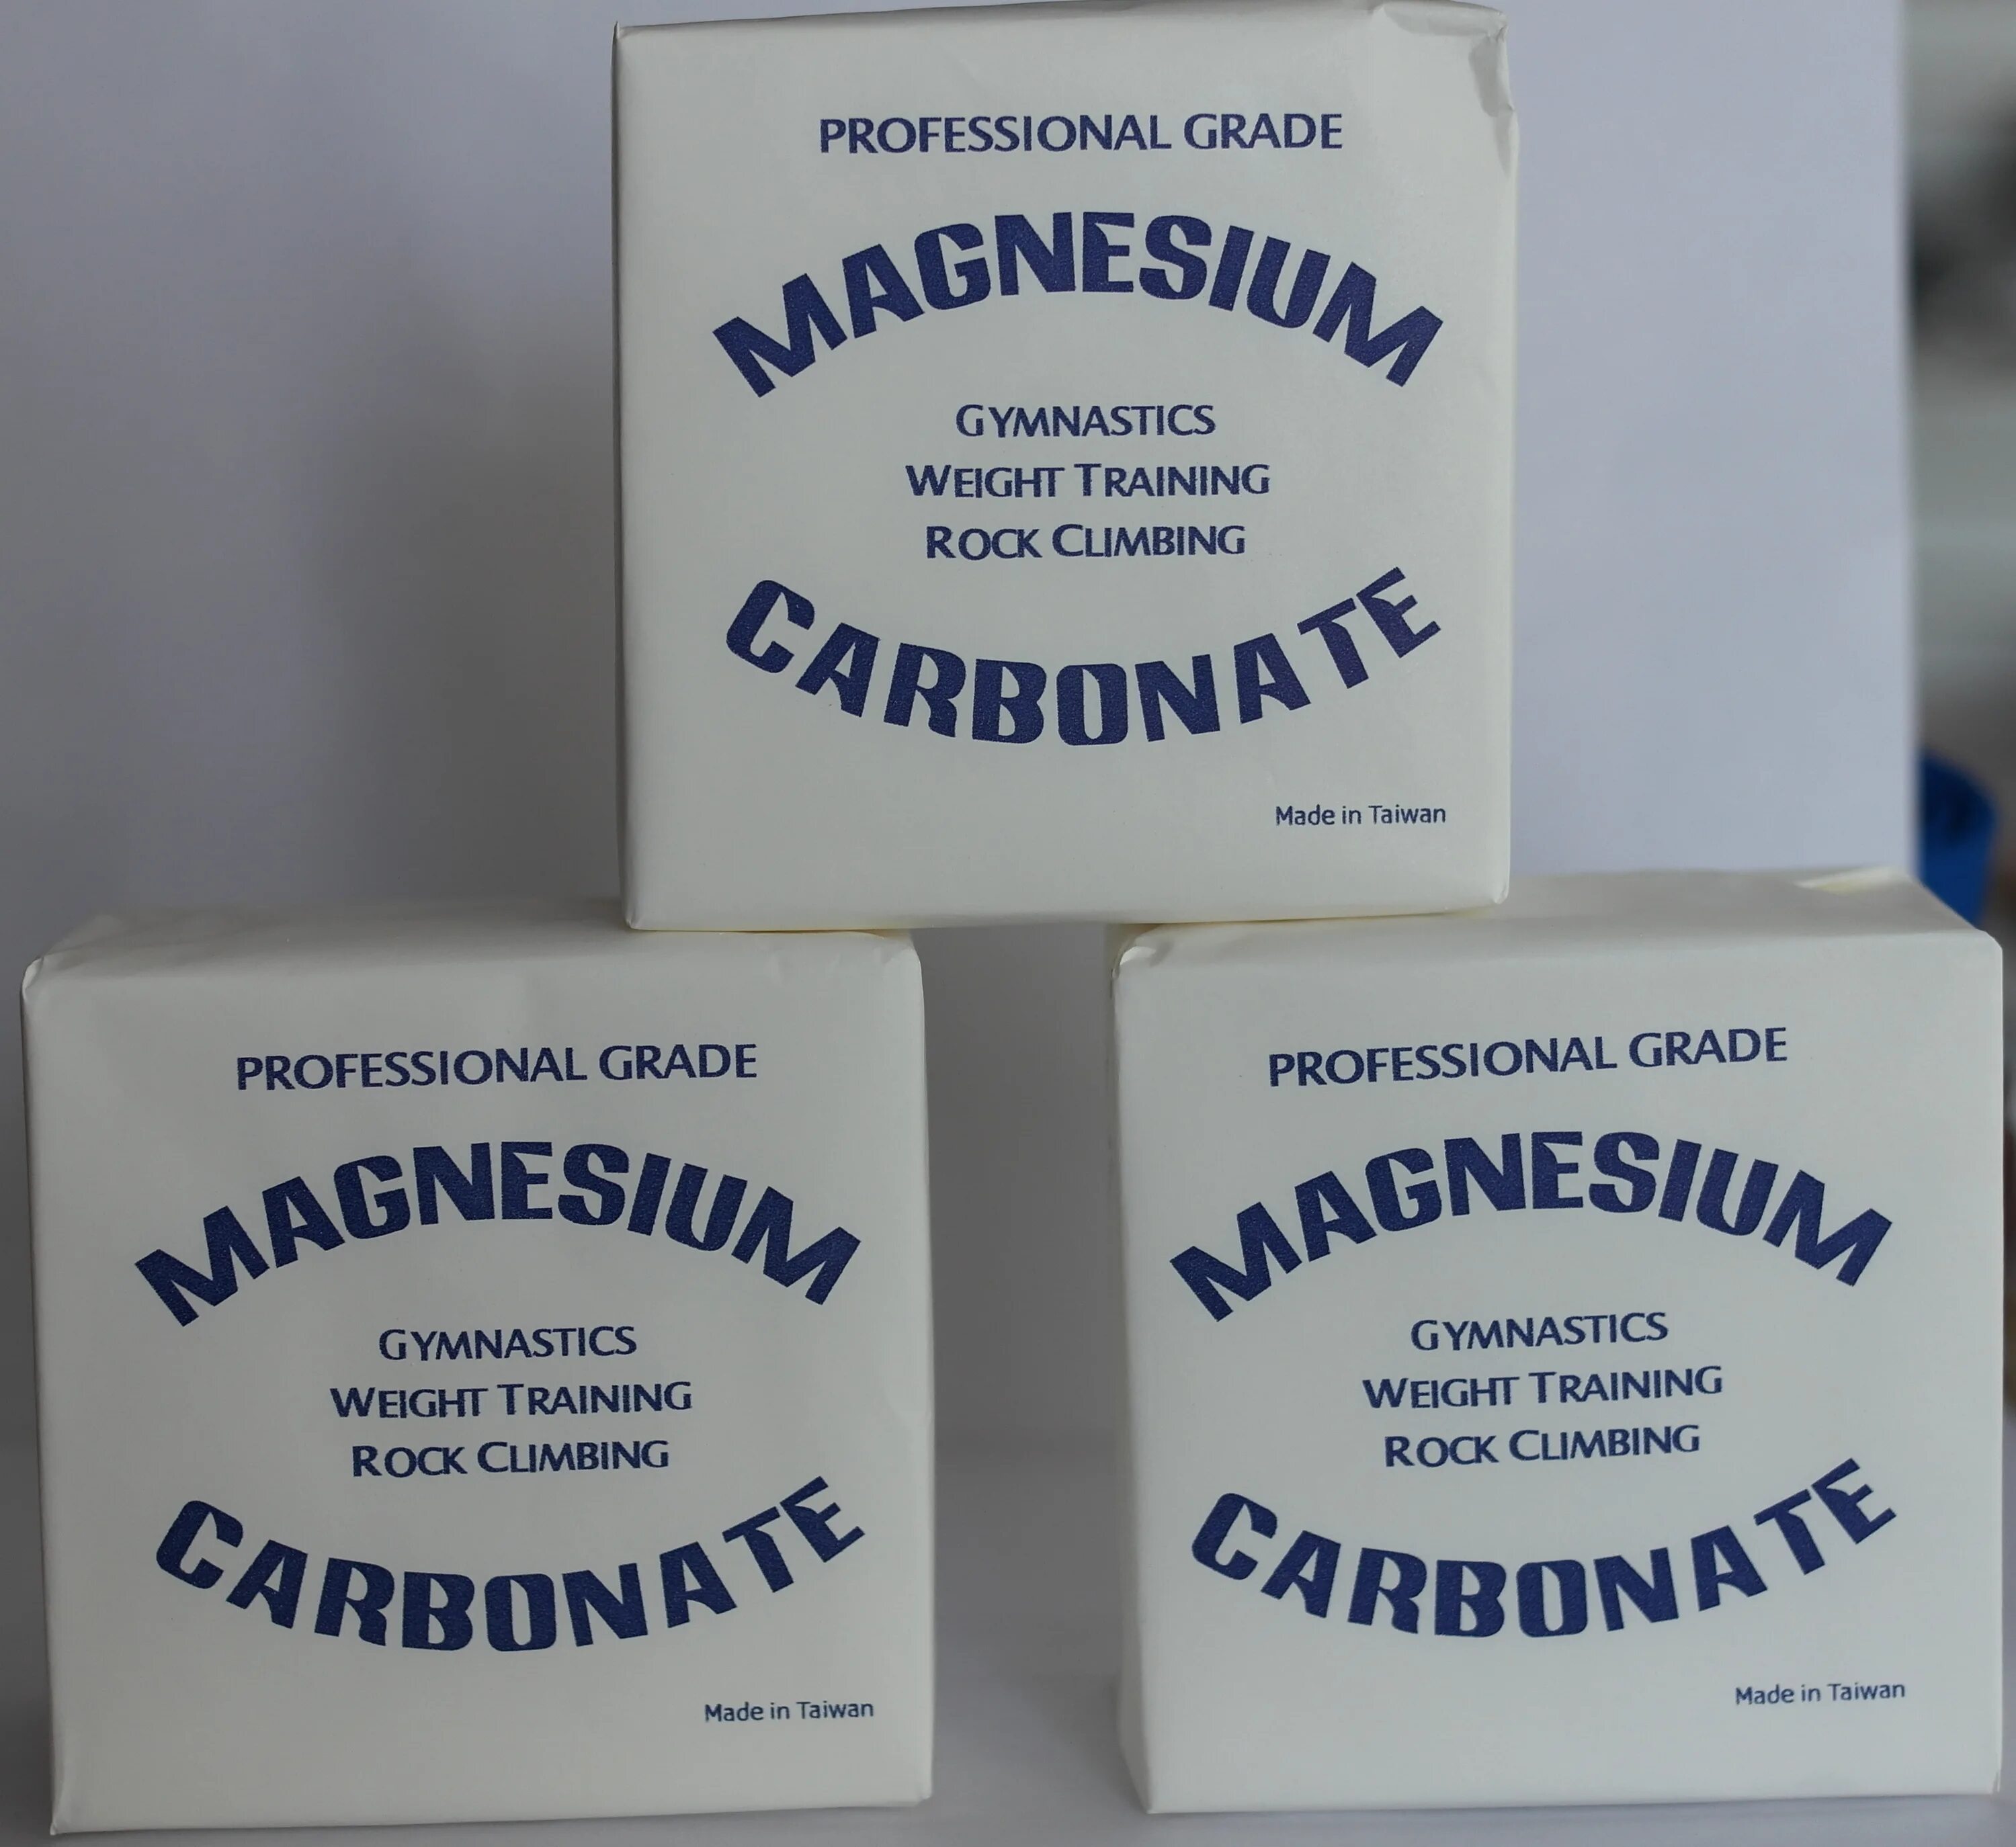 PROFESSIONAL GRADE
MAGNESIUM
GYMNASTICS
WEIGHT TRAINING
ROCK CLIMBING
CARBONATE
Made in Taiwan
PROFESSIONAL GRADE
MAGNESIUM
GYMNASTICS
WEIGHT TRAINING
ROCK CLIMBING
CARBONATE
Made in Taiwan
PROFESSIONAL GRADE
MAGNESIUM
GYMNASTICS
WEIGHT TRAINING
ROCK CLIMBING
CARBONATE
Made in Taiwan